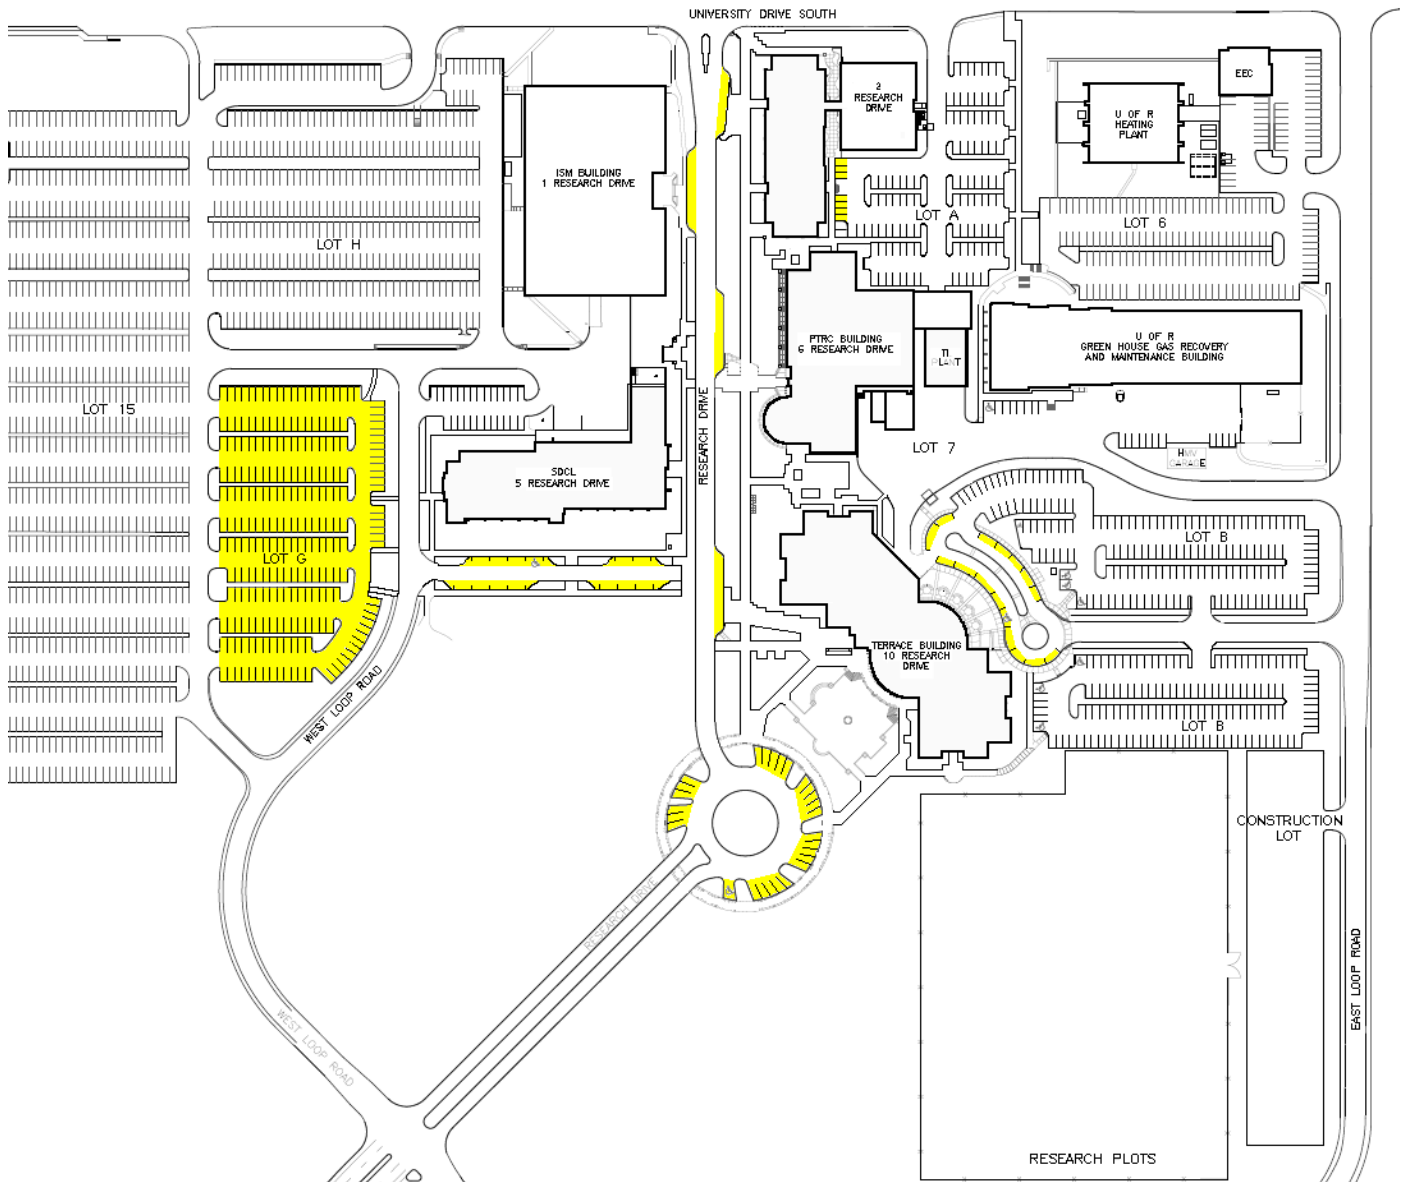 UNIVERSITY DRIVE SOUTH
2
RESEARCH
DRIVE
EEC
U OF R
HEATING
PLANT
ISM BUILDING
1 RESEARCH DRIVE
LOT A
LOT 6
LOT H
PTRC BUILDING
6 RESEARCH DRIVE
TI
PLANT
U OF R
GREEN HOUSE GAS RECOVERY
AND MAINTENANCE BUILDING
LOT 15
RESEARCH DRIVE
LOT 7
HMV
GARAGE
SDCL
5 RESEARCH DRIVE
LOT G
LOT B
TERRACE BUILDING
10 RESEARCH
DRIVE
WEST LOOP ROAD
LOT B
CONSTRUCTION
LOT
RESEARCH DRIVE
EAST LOOP ROAD
WEST LOOP ROAD
RESEARCH PLOTS